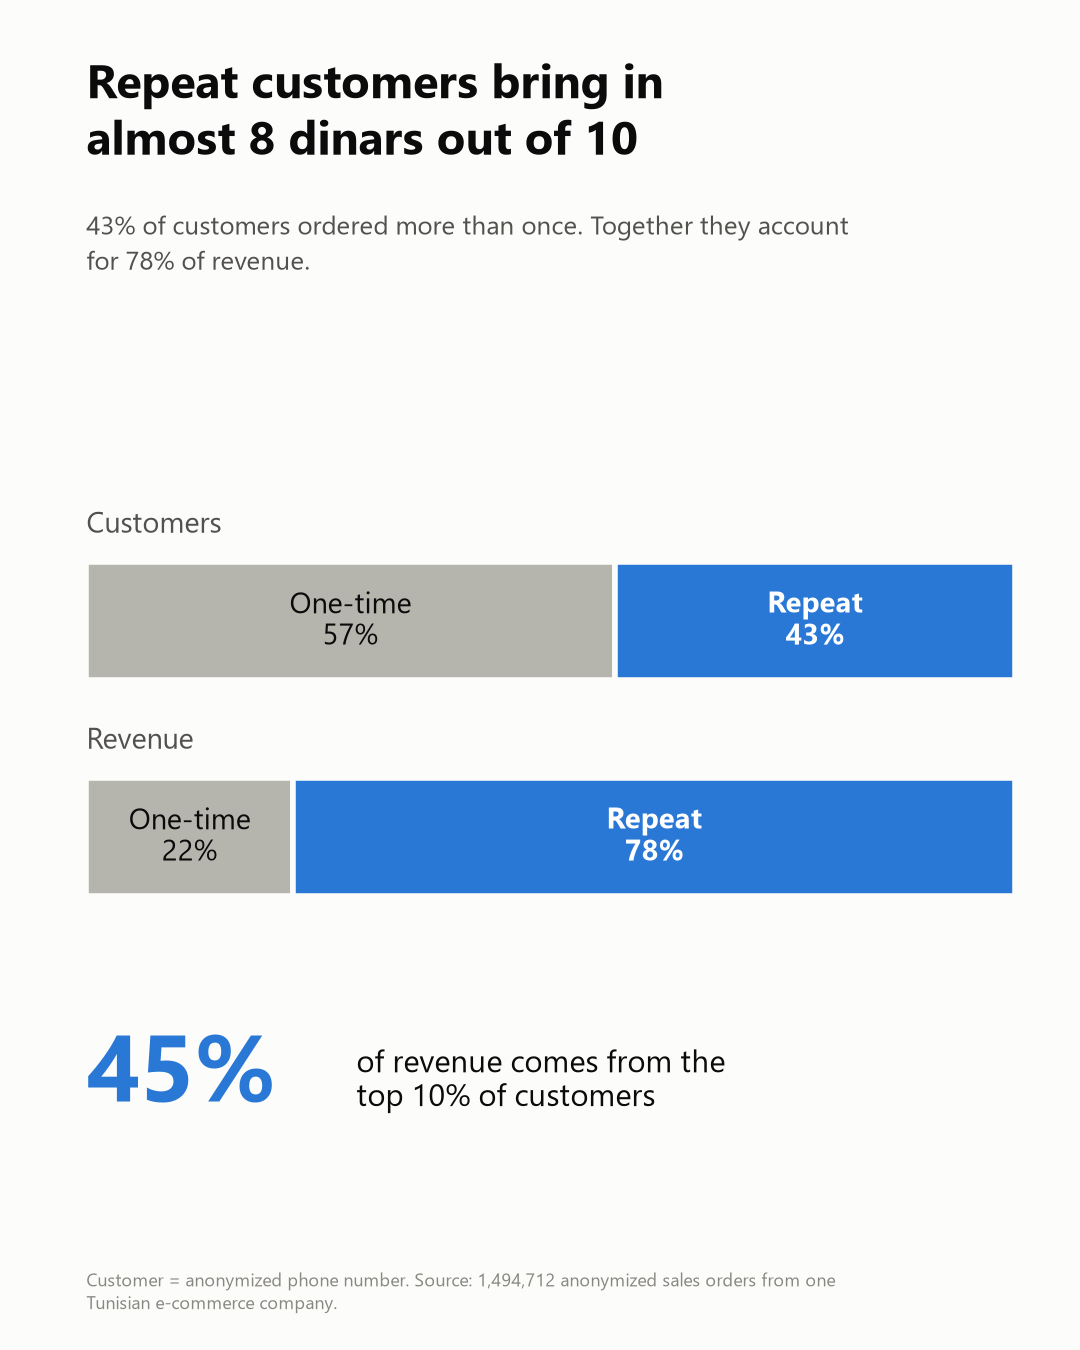 Repeat customers bring in
almost 8 dinars out of 10
43% of customers ordered more than once. Together they account
for 78% of revenue.
Customers
One-time
57%
Repeat
43%
Revenue
One-time
22%
Repeat
78%
45%
of revenue comes from the
top 10% of customers
Customer = anonymized phone number. Source: 1,494,712 anonymized sales orders from one
Tunisian e-commerce company.